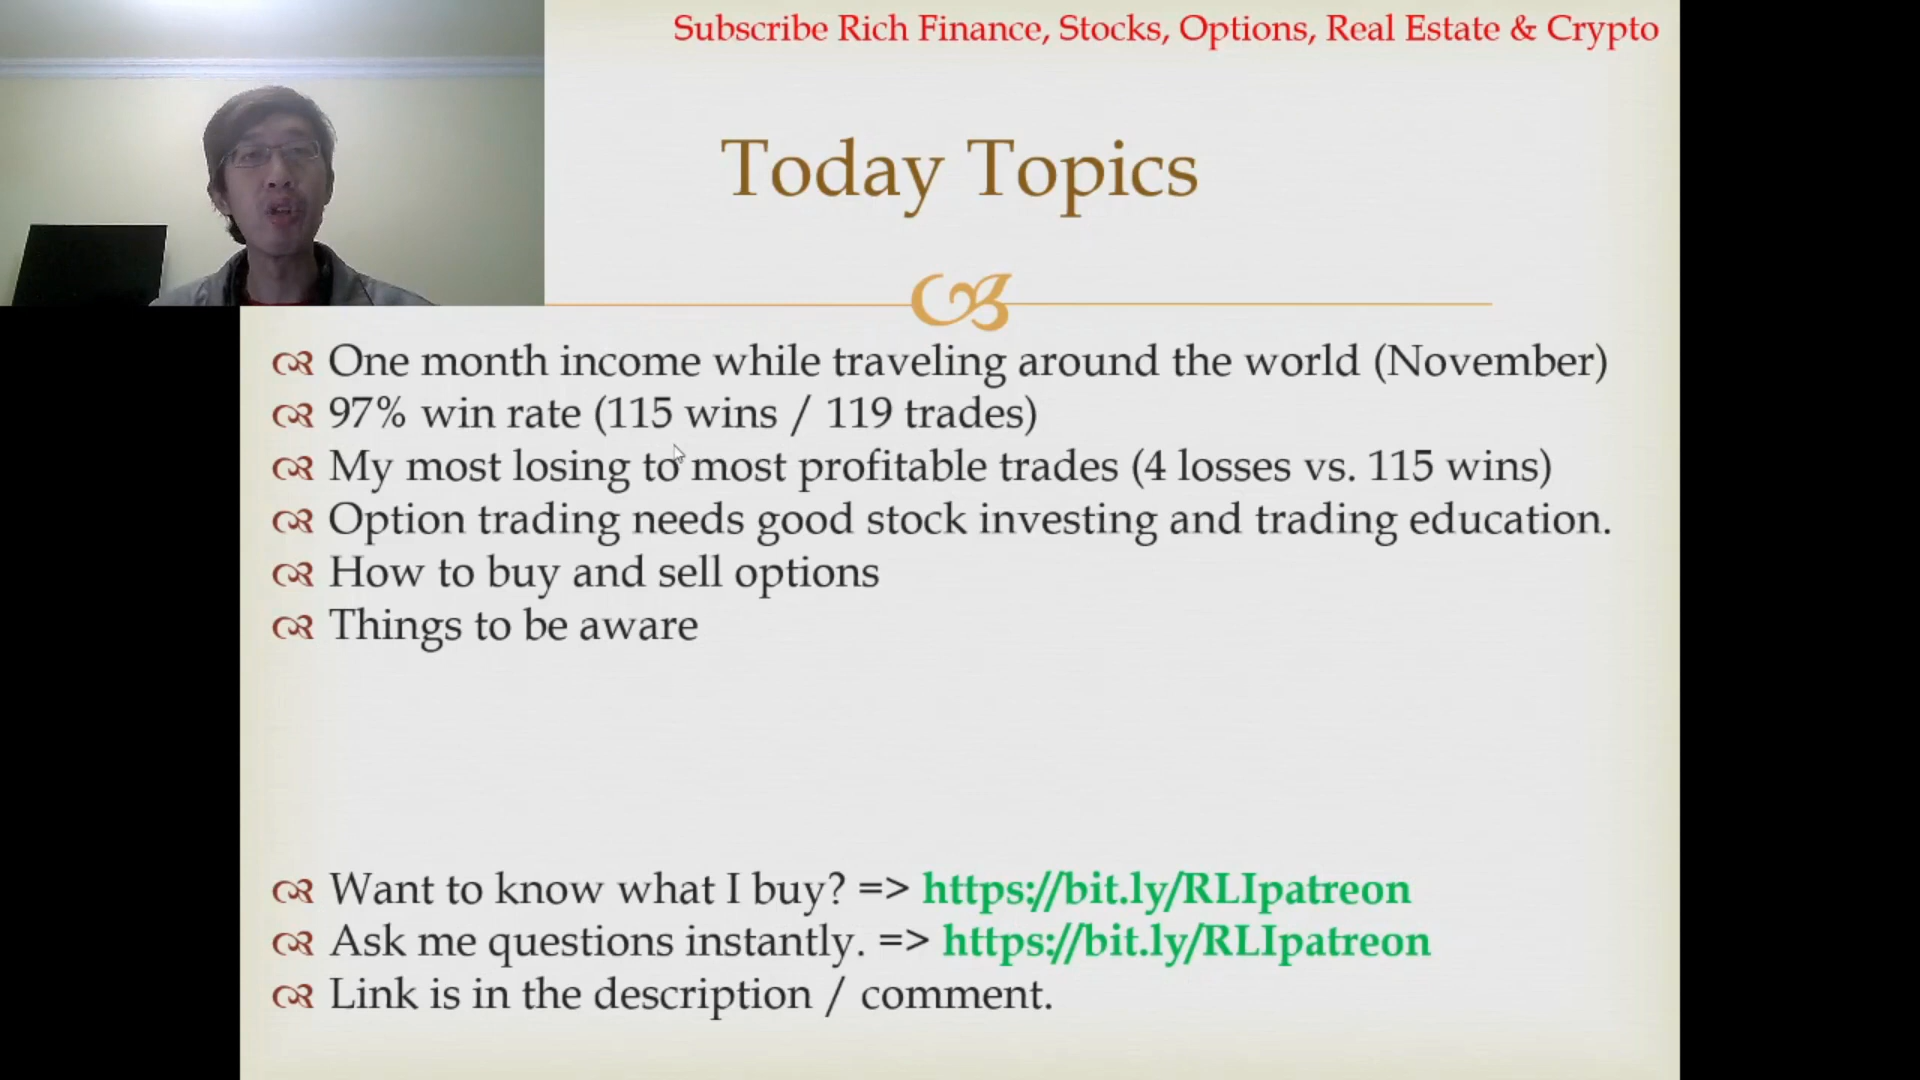 Subscribe Rich Finance, Stocks, Options, Real Estate & Crypto
Today Topics
One month income while traveling around the world (November)
97% win rate (115 wins / 119 trades)
My most losing to most profitable trades (4 losses vs. 115 wins)
Option trading needs good stock investing and trading education.
How to buy and sell options
Things to be aware
Want to know what I buy? => https://bit.ly/RLIpatreon
Ask me questions instantly. => https://bit.ly/RLIpatreon
Link is in the description / comment.